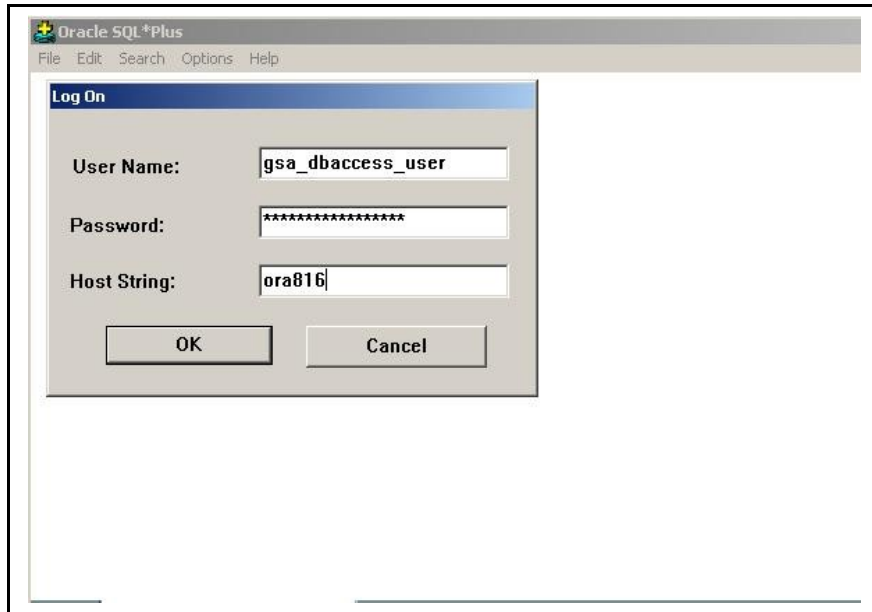 Oracle SQL*Plus
File Edit Search Options Help
Log On
User Name: gsa_dbaccess_user
Password: *****************
Host String: ora816
OK Cancel